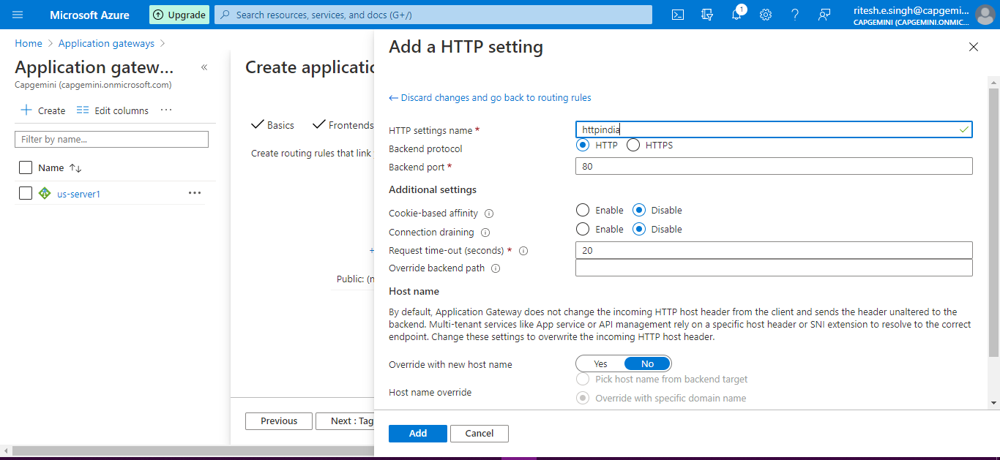 Microsoft Azure
Upgrade
Search resources, services, and docs (G+/)
1
ritesh.e.singh@capgemi...
CAPGEMINI (CAPGEMINI.ONMIC...
Home > Application gateways >
Application gatew...
Capgemini (capgemini.onmicrosoft.com)
Create Edit columns ...
Filter by name...
Name
us-server1
Create applicatic
Basics Frontends
Create routing rules that link
+
Public: (n
Previous
Next : Tag
Add a HTTP setting
← Discard changes and go back to routing rules
HTTP settings name * httpindia
Backend protocol HTTP HTTPS
Backend port * 80
Additional settings
Cookie-based affinity Enable Disable
Connection draining Enable Disable
Request time-out (seconds) * 20
Override backend path
Host name
By default, Application Gateway does not change the incoming HTTP host header from the client and sends the header unaltered to the
backend. Multi-tenant services like App service or API management rely on a specific host header or SNI extension to resolve to the correct
endpoint. Change these settings to overwrite the incoming HTTP host header.
Override with new host name Yes No
Pick host name from backend target
Host name override
Override with specific domain name
Add Cancel